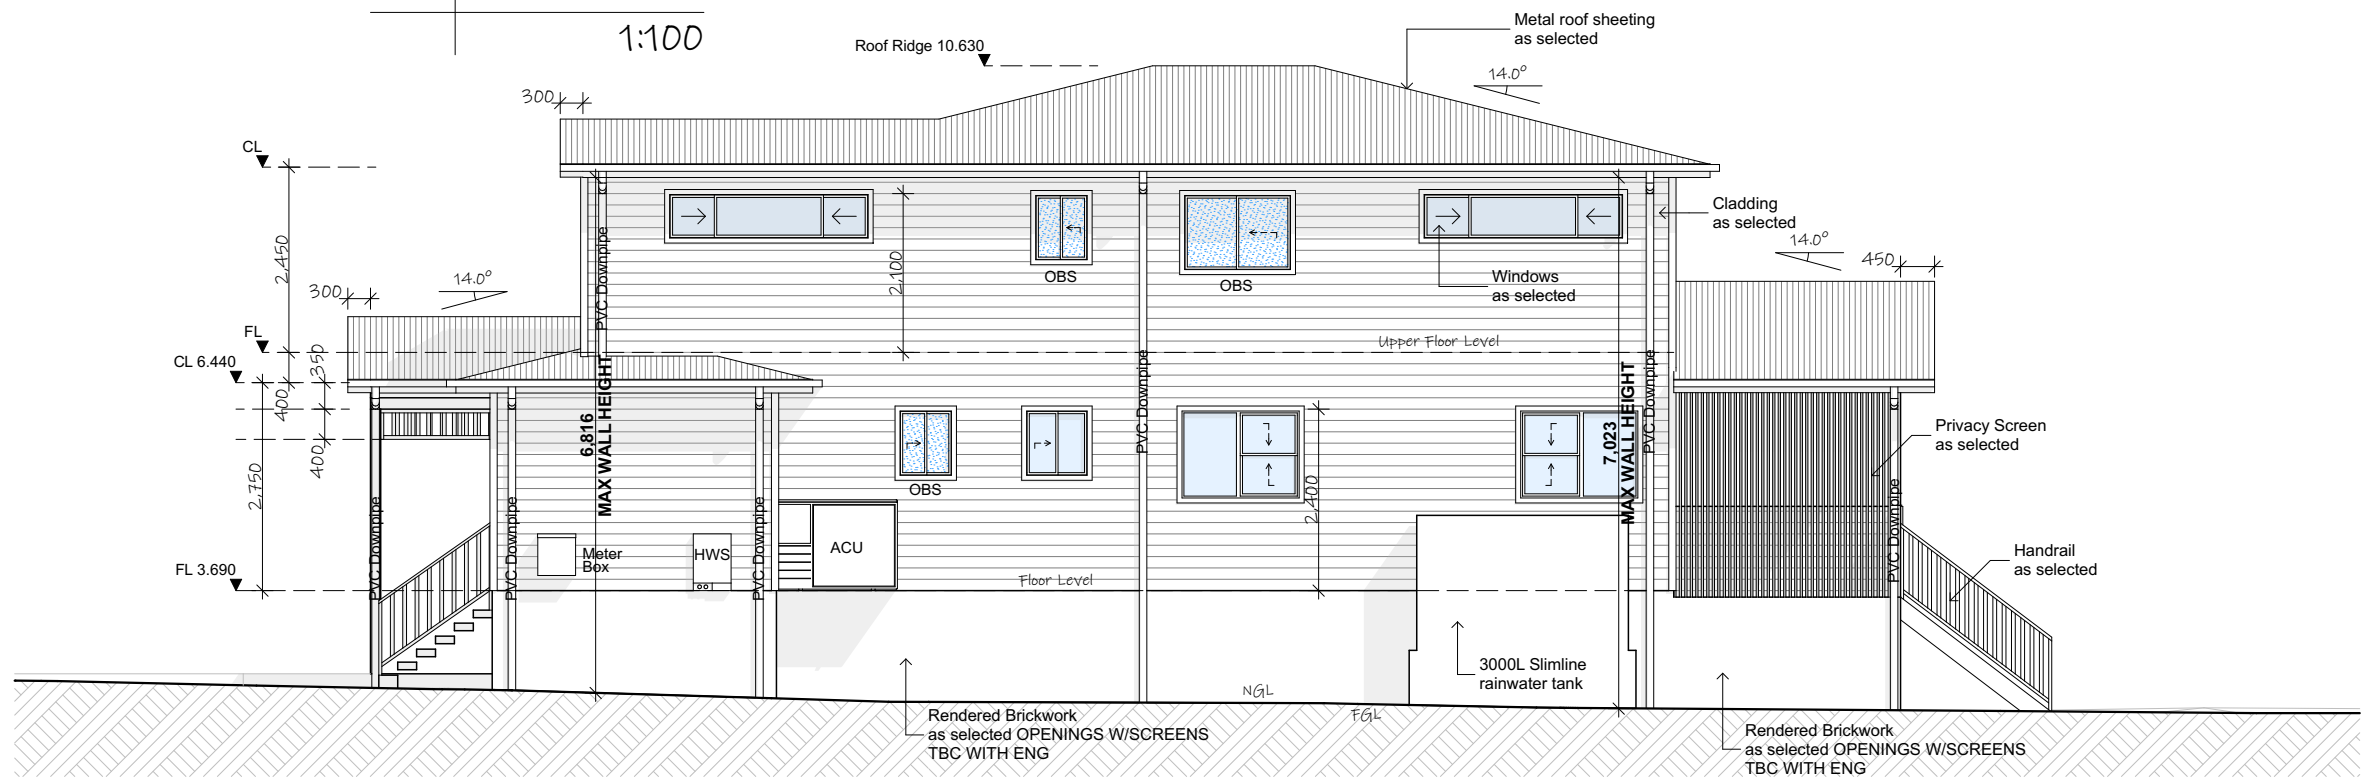 1:100
Roof Ridge 10.630
Metal roof sheeting
as selected
14.0°
300
CL
2,450
2,100
PVC Downpipe
OBS
OBS
Windows
as selected
Cladding
as selected
14.0°
450
300
14.0°
FL
Upper Floor Level
CL 6.440
350
400
400
2,750
6,816
MAX WALL HEIGHT
PVC Downpipe
7,023
MAX WALL HEIGHT
PVC Downpipe
Privacy Screen
as selected
OBS
2,400
PVC Downpipe
PVC Downpipe
PVC Downpipe
PVC Downpipe
Meter
Box
HWS
ACU
Floor Level
FL 3.690
Handrail
as selected
3000L Slimline
rainwater tank
NGL
FGL
Rendered Brickwork
as selected OPENINGS W/SCREENS
TBC WITH ENG
Rendered Brickwork
as selected OPENINGS W/SCREENS
TBC WITH ENG